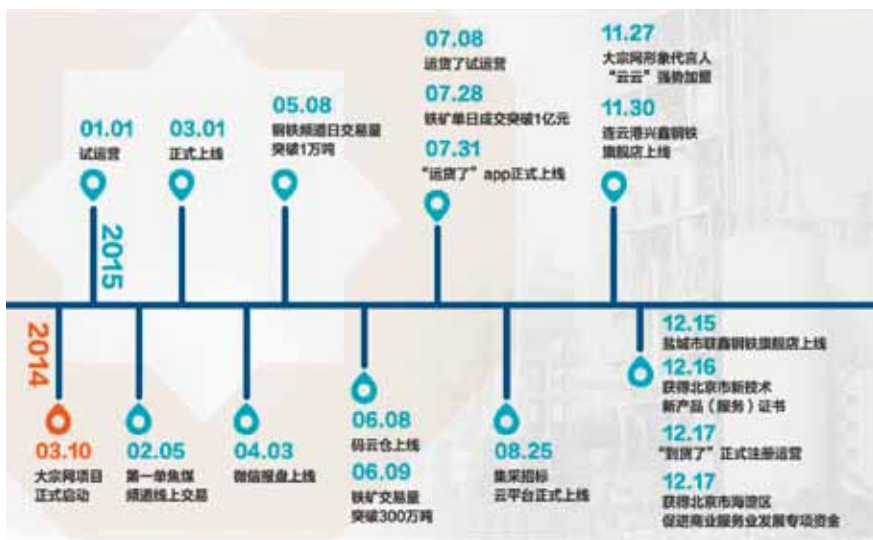 01.01
试运营
03.01
正式上线
05.08
钢铁频道日交易量
突破1万吨
07.08
运货了试运营
07.28
铁矿单日成交突破1亿元
07.31
“运货了”app正式上线
11.27
大宗网形象代言人
“云云”强势加盟
11.30
连云港兴鑫钢铁
旗舰店上线
2015
2014
03.10
大宗网项目
正式启动
02.05
第一单焦煤
频道线上交易
04.03
微信报盘上线
06.08
码云仓上线
06.09
铁矿交易量
突破300万吨
08.25
集采招标
云平台正式上线
12.15
盐城市联鑫钢铁旗舰店上线
12.16
获得北京市新技术
新产品（服务）证书
12.17
“到货了”正式注册运营
12.17
获得北京市海淀区
促进商业服务业发展专项资金